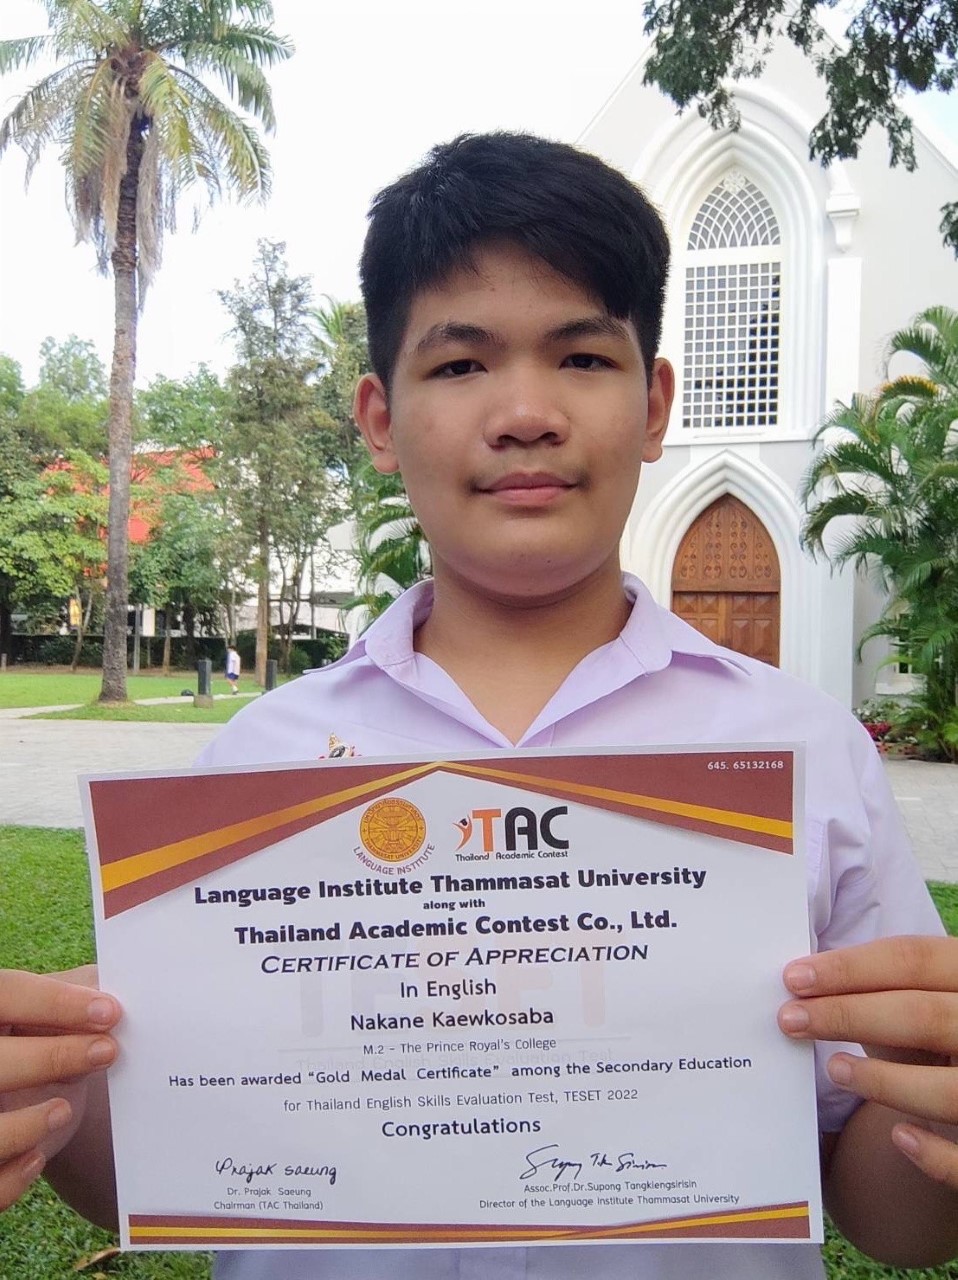 645. 65132168
LANGUAGE INSTITUTE
TAC
Thailand Academic Contest
Language Institute Thammasat University
along with
Thailand Academic Contest Co., Ltd.
CERTIFICATE OF APPRECIATION
In English
Nakane Kaewkosaba
M.2 - The Prince Royal's College
Has been awarded "Gold Medal Certificate" among the Secondary Education
for Thailand English Skills Evaluation Test, TESET 2022
Congratulations
Prajak Saeung
Dr. Prajak Saeung
Chairman (TAC Thailand)
Assoc.Prof.Dr.Supong Tangkiengsirisin
Director of the Language Institute Thammasat University